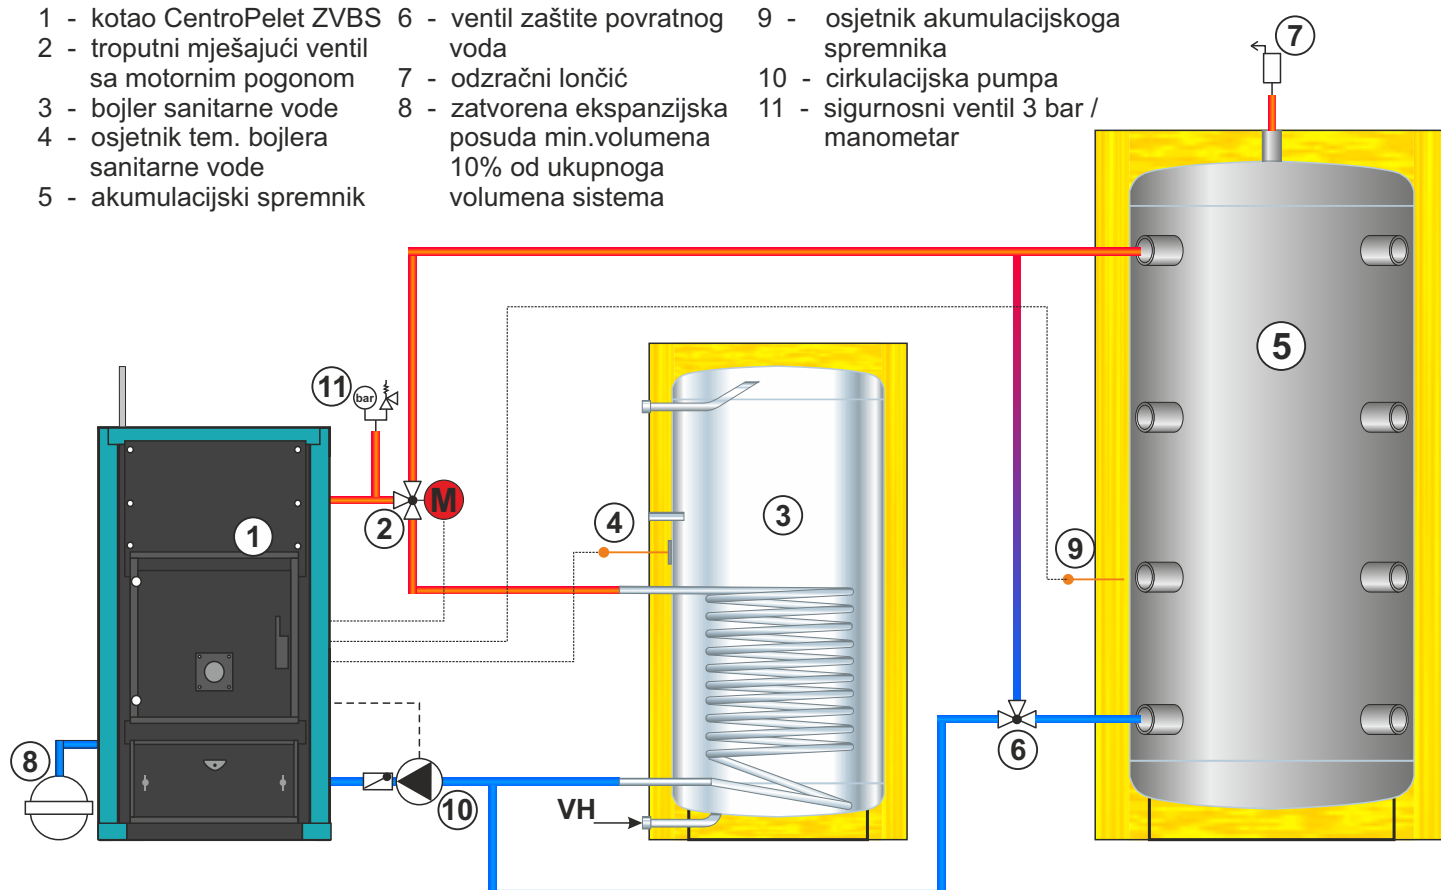 1 - kotao CentroPelet ZVBS
2 - troputni mješajući ventil
sa motornim pogonom
3 - bojler sanitarne vode
4 - osjetnik tem. bojlera
sanitarne vode
5 - akumulacijski spremnik
6 - ventil zaštite povratnog
voda
7 - odzračni lončić
8 - zatvorena ekspanzijska
posuda min.volumena
10% od ukupnoga
volumena sistema
9 - osjetnik akumulacijskoga
spremnika
10 - cirkulacijska pumpa
11 - sigurnosni ventil 3 bar /
manometar
7
5
11
bar
M
2
1
4
3
9
6
8
10
VH